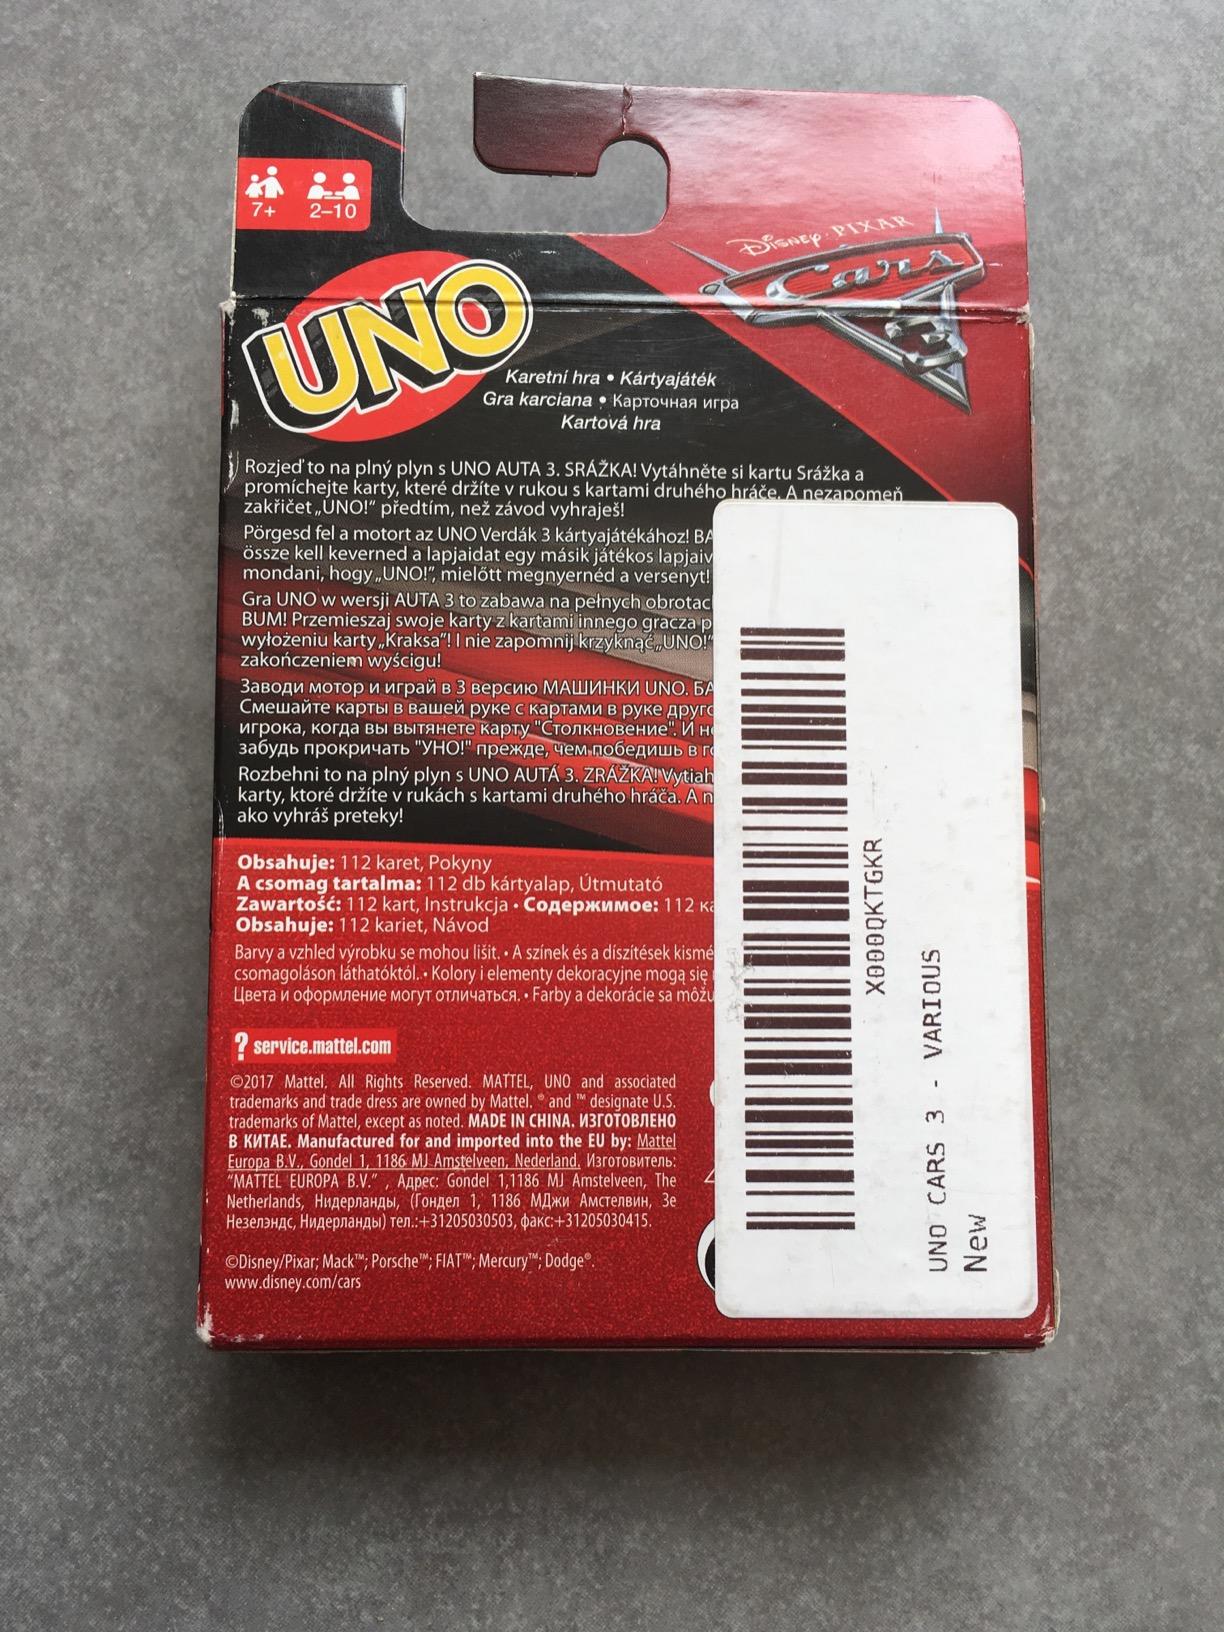 7+ 2–10
Disney·PIXAR
Cars
UNO™
Karetní hra • Kártyajáték
Gra karciana • Карточная игра
Kartová hra
Rozjeď to na plný plyn s UNO AUTA 3. SRÁŽKA! Vytáhněte si kartu Srážka a
promíchejte karty, které držíte v rukou s kartami druhého hráče. A nezapomeň
zakřičet „UNO!“ předtím, než závod vyhraješ!
Pörgesd fel a motort az UNO Verdák 3 kártyajátékához! BA
össze kell keverned a lapjaidat egy másik játékos lapjaiv
mondani, hogy „UNO!”, mielőtt megnyernéd a versenyt!
Gra UNO w wersji AUTA 3 to zabawa na pełnych obrotac
BUM! Przemieszaj swoje karty z kartami innego gracza p
wyłożeniu karty „Kraksa”! I nie zapomnij krzyknąć „UNO!”
zakończeniem wyścigu!
Заводи мотор и играй в 3 версию МАШИНКИ UNO. БА
Смешайте карты в вашей руке с картами в руке друго
игрока, когда вы вытянете карту "Столкновение". И не
забудь прокричать "УНО!" прежде, чем победишь в го
Rozbehni to na plný plyn s UNO AUTÁ 3. ZRÁŽKA! Vytiah
karty, ktoré držíte v rukách s kartami druhého hráča. A n
ako vyhráš preteky!
Obsahuje: 112 karet, Pokyny
A csomag tartalma: 112 db kártyalap, Útmutató
Zawartość: 112 kart, Instrukcja • Содержимое: 112 ка
Obsahuje: 112 kariet, Návod
Barvy a vzhled výrobku se mohou lišit. • A színek és a díszítések kismé
csomagoláson láthatóktól. • Kolory i elementy dekoracyjne mogą się
Цвета и оформление могут отличаться. • Farby a dekorácie sa môžu
? service.mattel.com
©2017 Mattel, All Rights Reserved. MATTEL, UNO and associated
trademarks and trade dress are owned by Mattel. ® and ™ designate U.S.
trademarks of Mattel, except as noted. MADE IN CHINA. ИЗГОТОВЛЕНО
В КИТАЕ. Manufactured for and imported into the EU by: Mattel
Europa B.V., Gondel 1, 1186 MJ Amstelveen, Nederland. Изготовитель:
"MATTEL EUROPA B.V." , Адрес: Gondel 1,1186 MJ Amstelveen, The
Netherlands, Нидерланды, (Гондел 1, 1186 МДжи Амстелвин, Зе
Незелэндс, Нидерланды) тел.:+31205030503, факс:+31205030415.
©Disney/Pixar; Mack™; Porsche™; FIAT™; Mercury™; Dodge®.
www.disney.com/cars
X000QKTGKR
UNO CARS 3 - VARIOUS
New